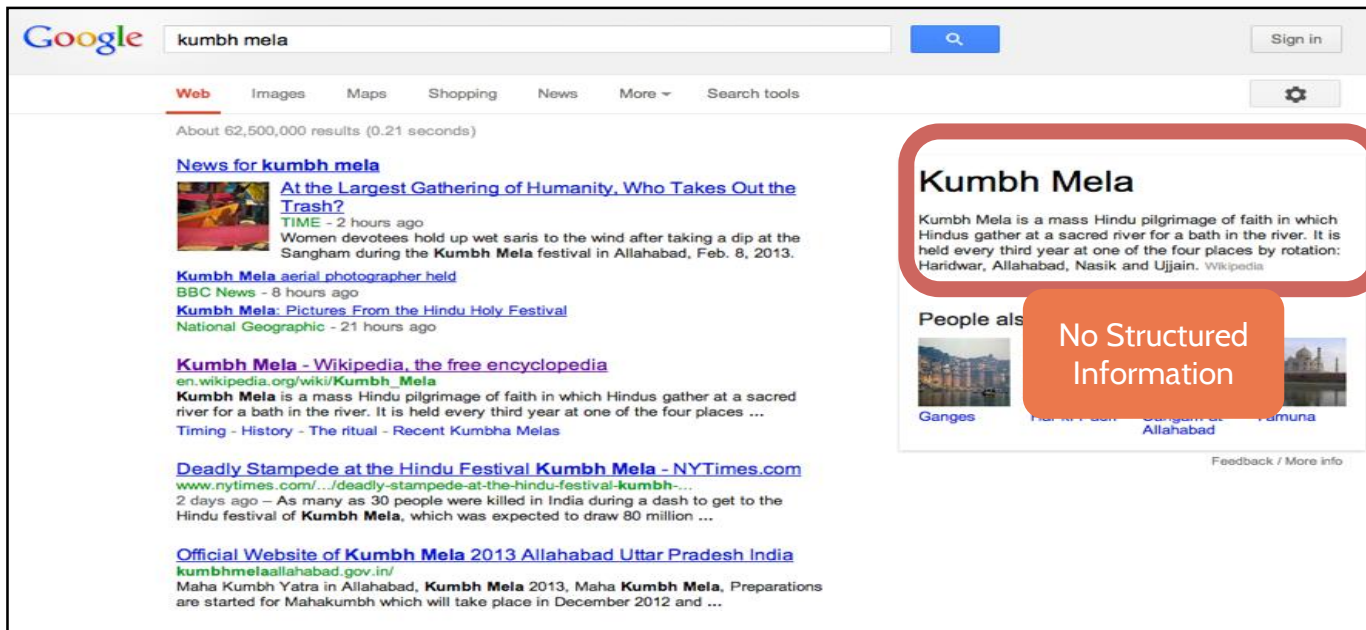 Google
kumbh mela
Sign in
Web Images Maps Shopping News More Search tools
About 62,500,000 results (0.21 seconds)
News for kumbh mela
At the Largest Gathering of Humanity, Who Takes Out the
Trash?
TIME - 2 hours ago
Women devotees hold up wet saris to the wind after taking a dip at the
Sangham during the Kumbh Mela festival in Allahabad, Feb. 8, 2013.
Kumbh Mela aerial photographer held
BBC News - 8 hours ago
Kumbh Mela: Pictures From the Hindu Holy Festival
National Geographic - 21 hours ago
Kumbh Mela - Wikipedia, the free encyclopedia
en.wikipedia.org/wiki/Kumbh_Mela
Kumbh Mela is a mass Hindu pilgrimage of faith in which Hindus gather at a sacred
river for a bath in the river. It is held every third year at one of the four places ...
Timing - History - The ritual - Recent Kumbha Melas
Deadly Stampede at the Hindu Festival Kumbh Mela - NYTimes.com
www.nytimes.com/.../deadly-stampede-at-the-hindu-festival-kumbh-...
2 days ago – As many as 30 people were killed in India during a dash to get to the
Hindu festival of Kumbh Mela, which was expected to draw 80 million ...
Official Website of Kumbh Mela 2013 Allahabad Uttar Pradesh India
kumbhmelaallahabad.gov.in/
Maha Kumbh Yatra in Allahabad, Kumbh Mela 2013, Maha Kumbh Mela, Preparations
are started for Mahakumbh which will take place in December 2012 and ...
Kumbh Mela
Kumbh Mela is a mass Hindu pilgrimage of faith in which
Hindus gather at a sacred river for a bath in the river. It is
held every third year at one of the four places by rotation:
Haridwar, Allahabad, Nasik and Ujjain. Wikipedia
People als
No Structured
Information
Ganges
Allahabad
Feedback / More info